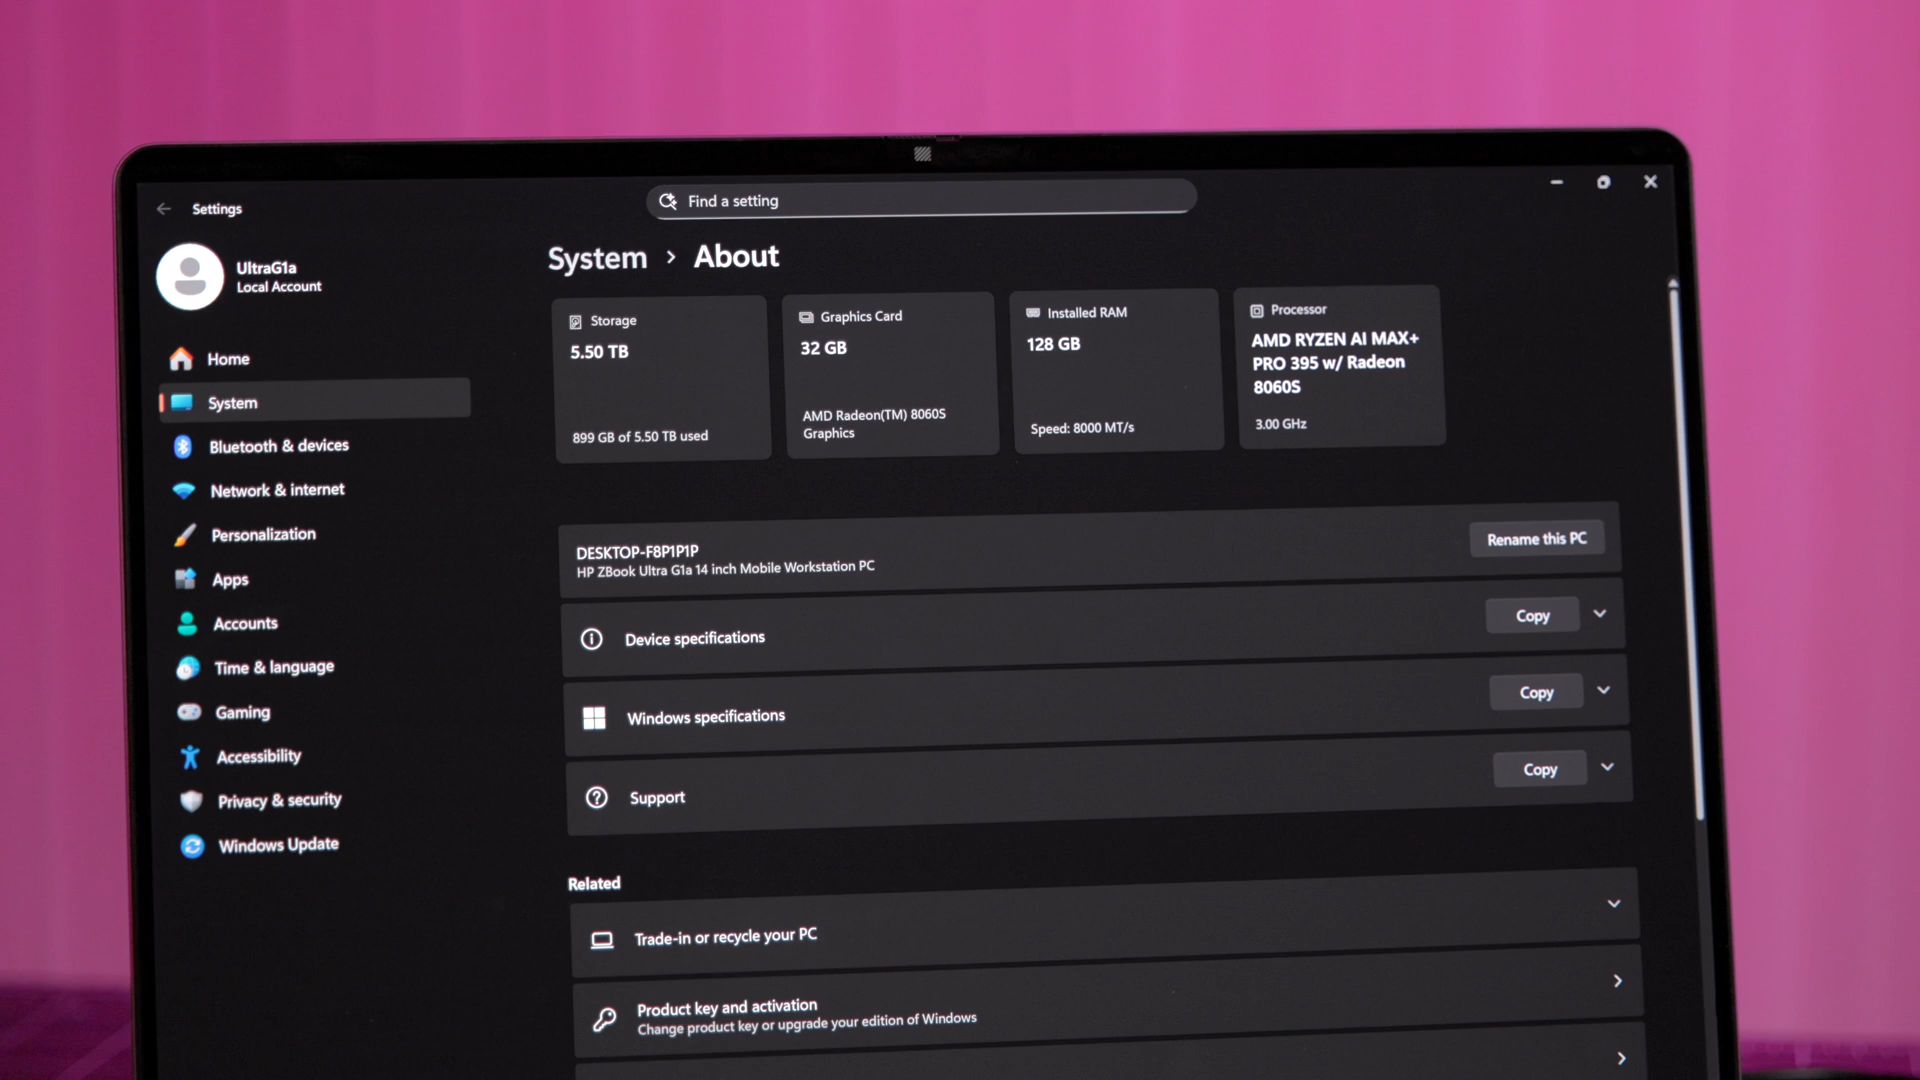 Settings
Find a setting
UltraG1a
Local Account
Home
System
Bluetooth & devices
Network & internet
Personalization
Apps
Accounts
Time & language
Gaming
Accessibility
Privacy & security
Windows Update
System > About
Storage
5.50 TB
899 GB of 5.50 TB used
Graphics Card
32 GB
AMD Radeon(TM) 8060S
Graphics
Installed RAM
128 GB
Speed: 8000 MT/s
Processor
AMD RYZEN AI MAX+
PRO 395 w/ Radeon
8060S
3.00 GHz
DESKTOP-F8P1P1P
HP ZBook Ultra G1a 14 inch Mobile Workstation PC
Rename this PC
Device specifications
Copy
Windows specifications
Copy
Support
Copy
Related
Trade-in or recycle your PC
Product key and activation
Change product key or upgrade your edition of Windows